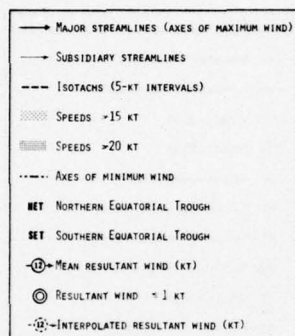 MAJOR STREAMLINES (AXES OF MAXIMUM WIND)
SUBSIDIARY STREAMLINES
ISOTACHS (5-KT INTERVALS)
SPEEDS >15 KT
SPEEDS >20 KT
AXES OF MINIMUM WIND
NET NORTHERN EQUATORIAL TROUGH
SET SOUTHERN EQUATORIAL TROUGH
12 MEAN RESULTANT WIND (KT)
RESULTANT WIND ≤ 1 KT
12 INTERPOLATED RESULTANT WIND (KT)